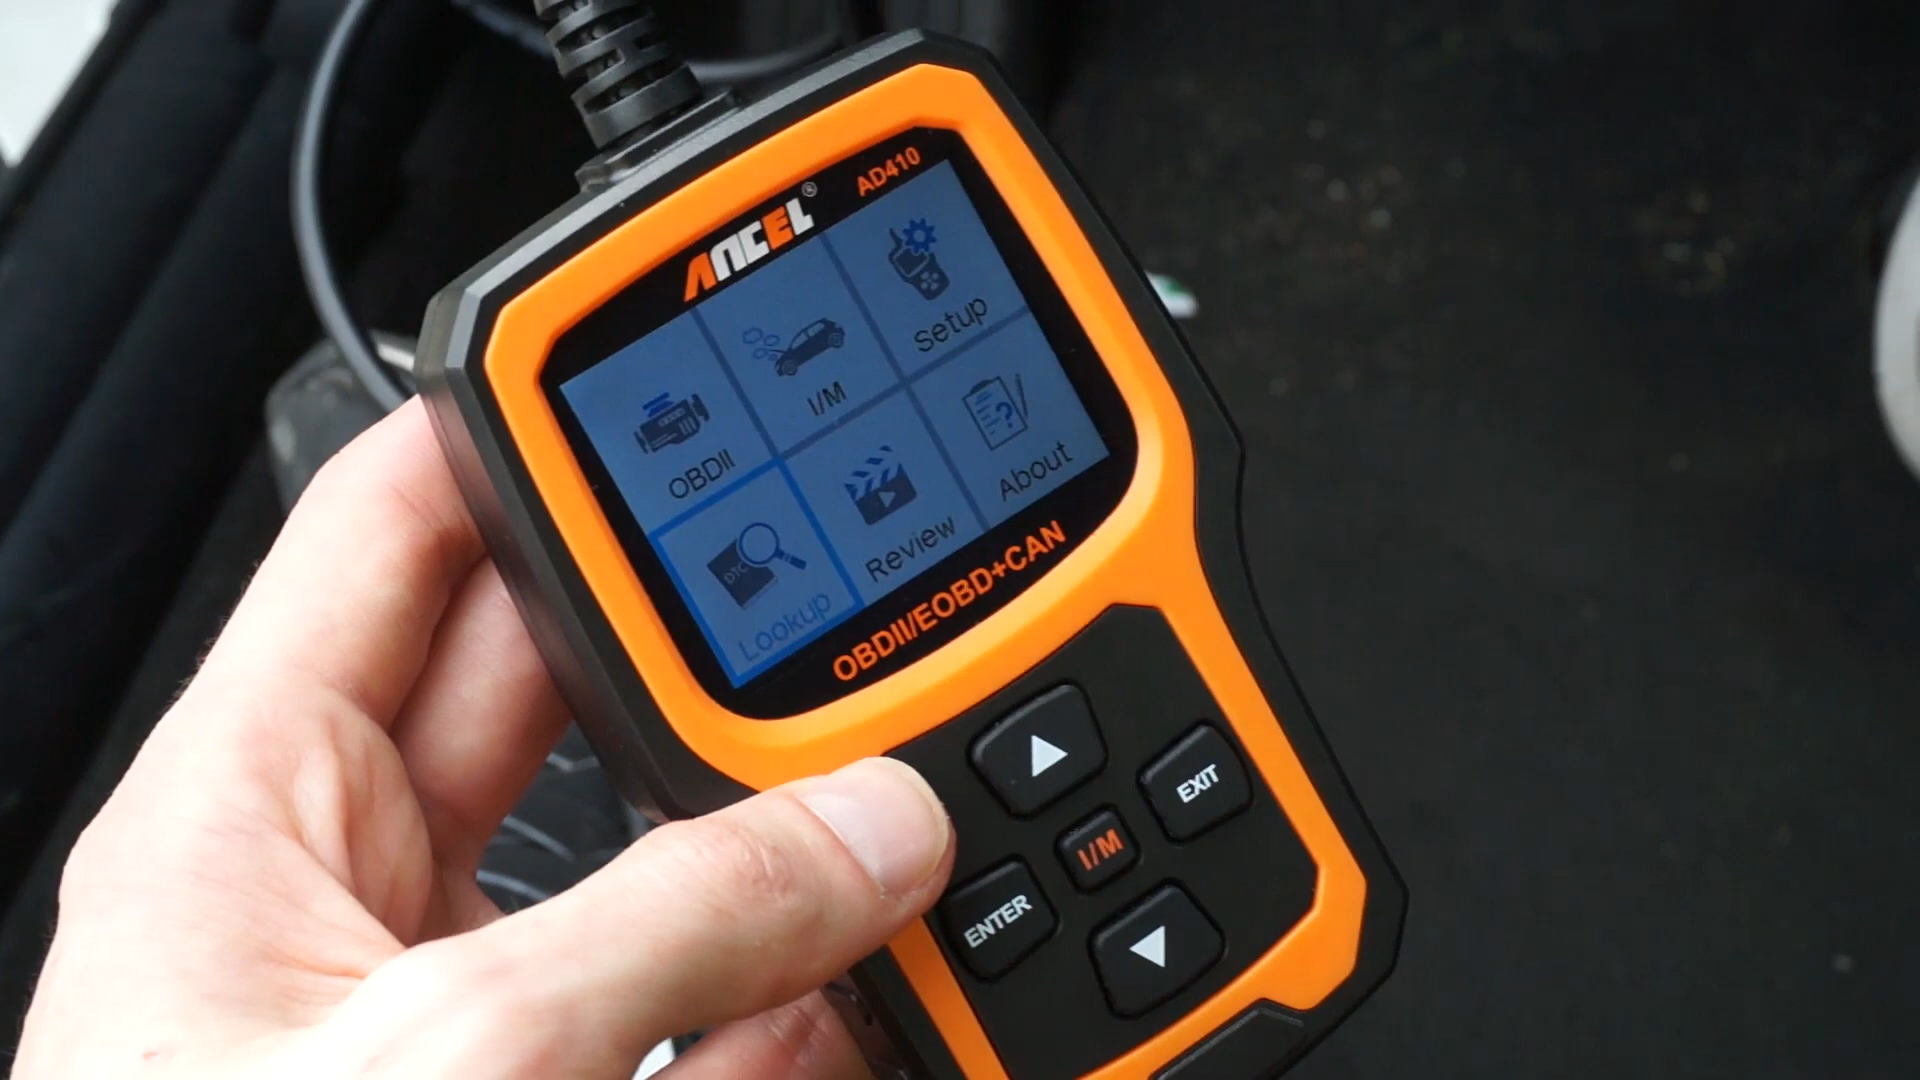 ANCEL®
AD410
OBDII
I/M
Setup
DTC
Lookup
Review
About
OBDII/EOBD+CAN
EXIT
I/M
ENTER